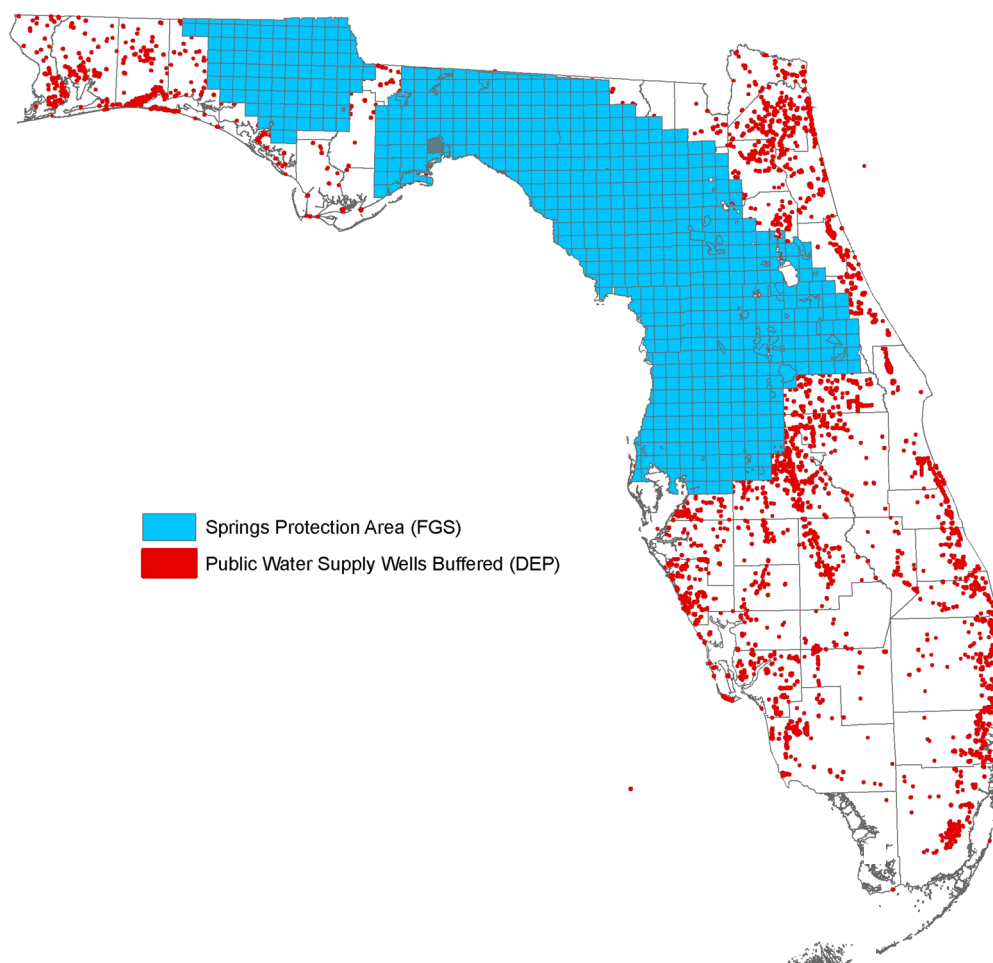 Springs Protection Area (FGS)
Public Water Supply Wells Buffered (DEP)